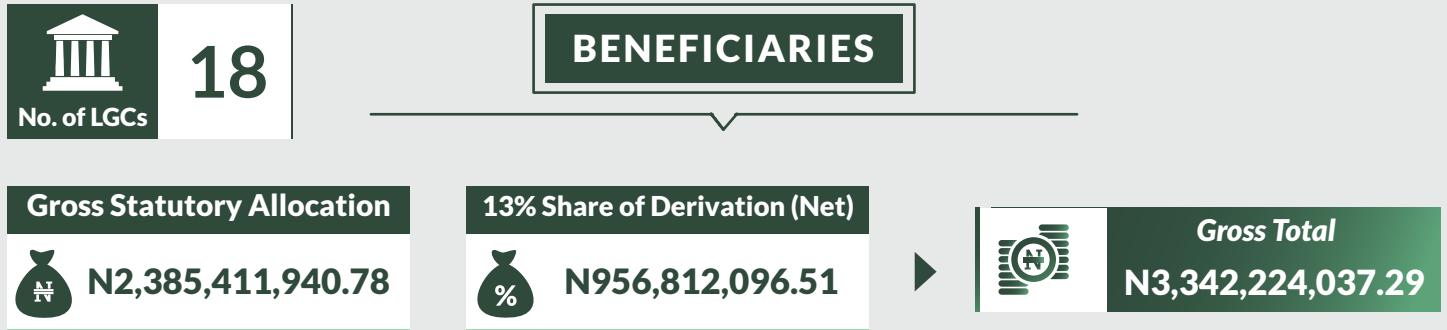 18
No. of LGCs
BENEFICIARIES
Gross Statutory Allocation
N2,385,411,940.78
13% Share of Derivation (Net)
%
N956,812,096.51
Gross Total
N3,342,224,037.29